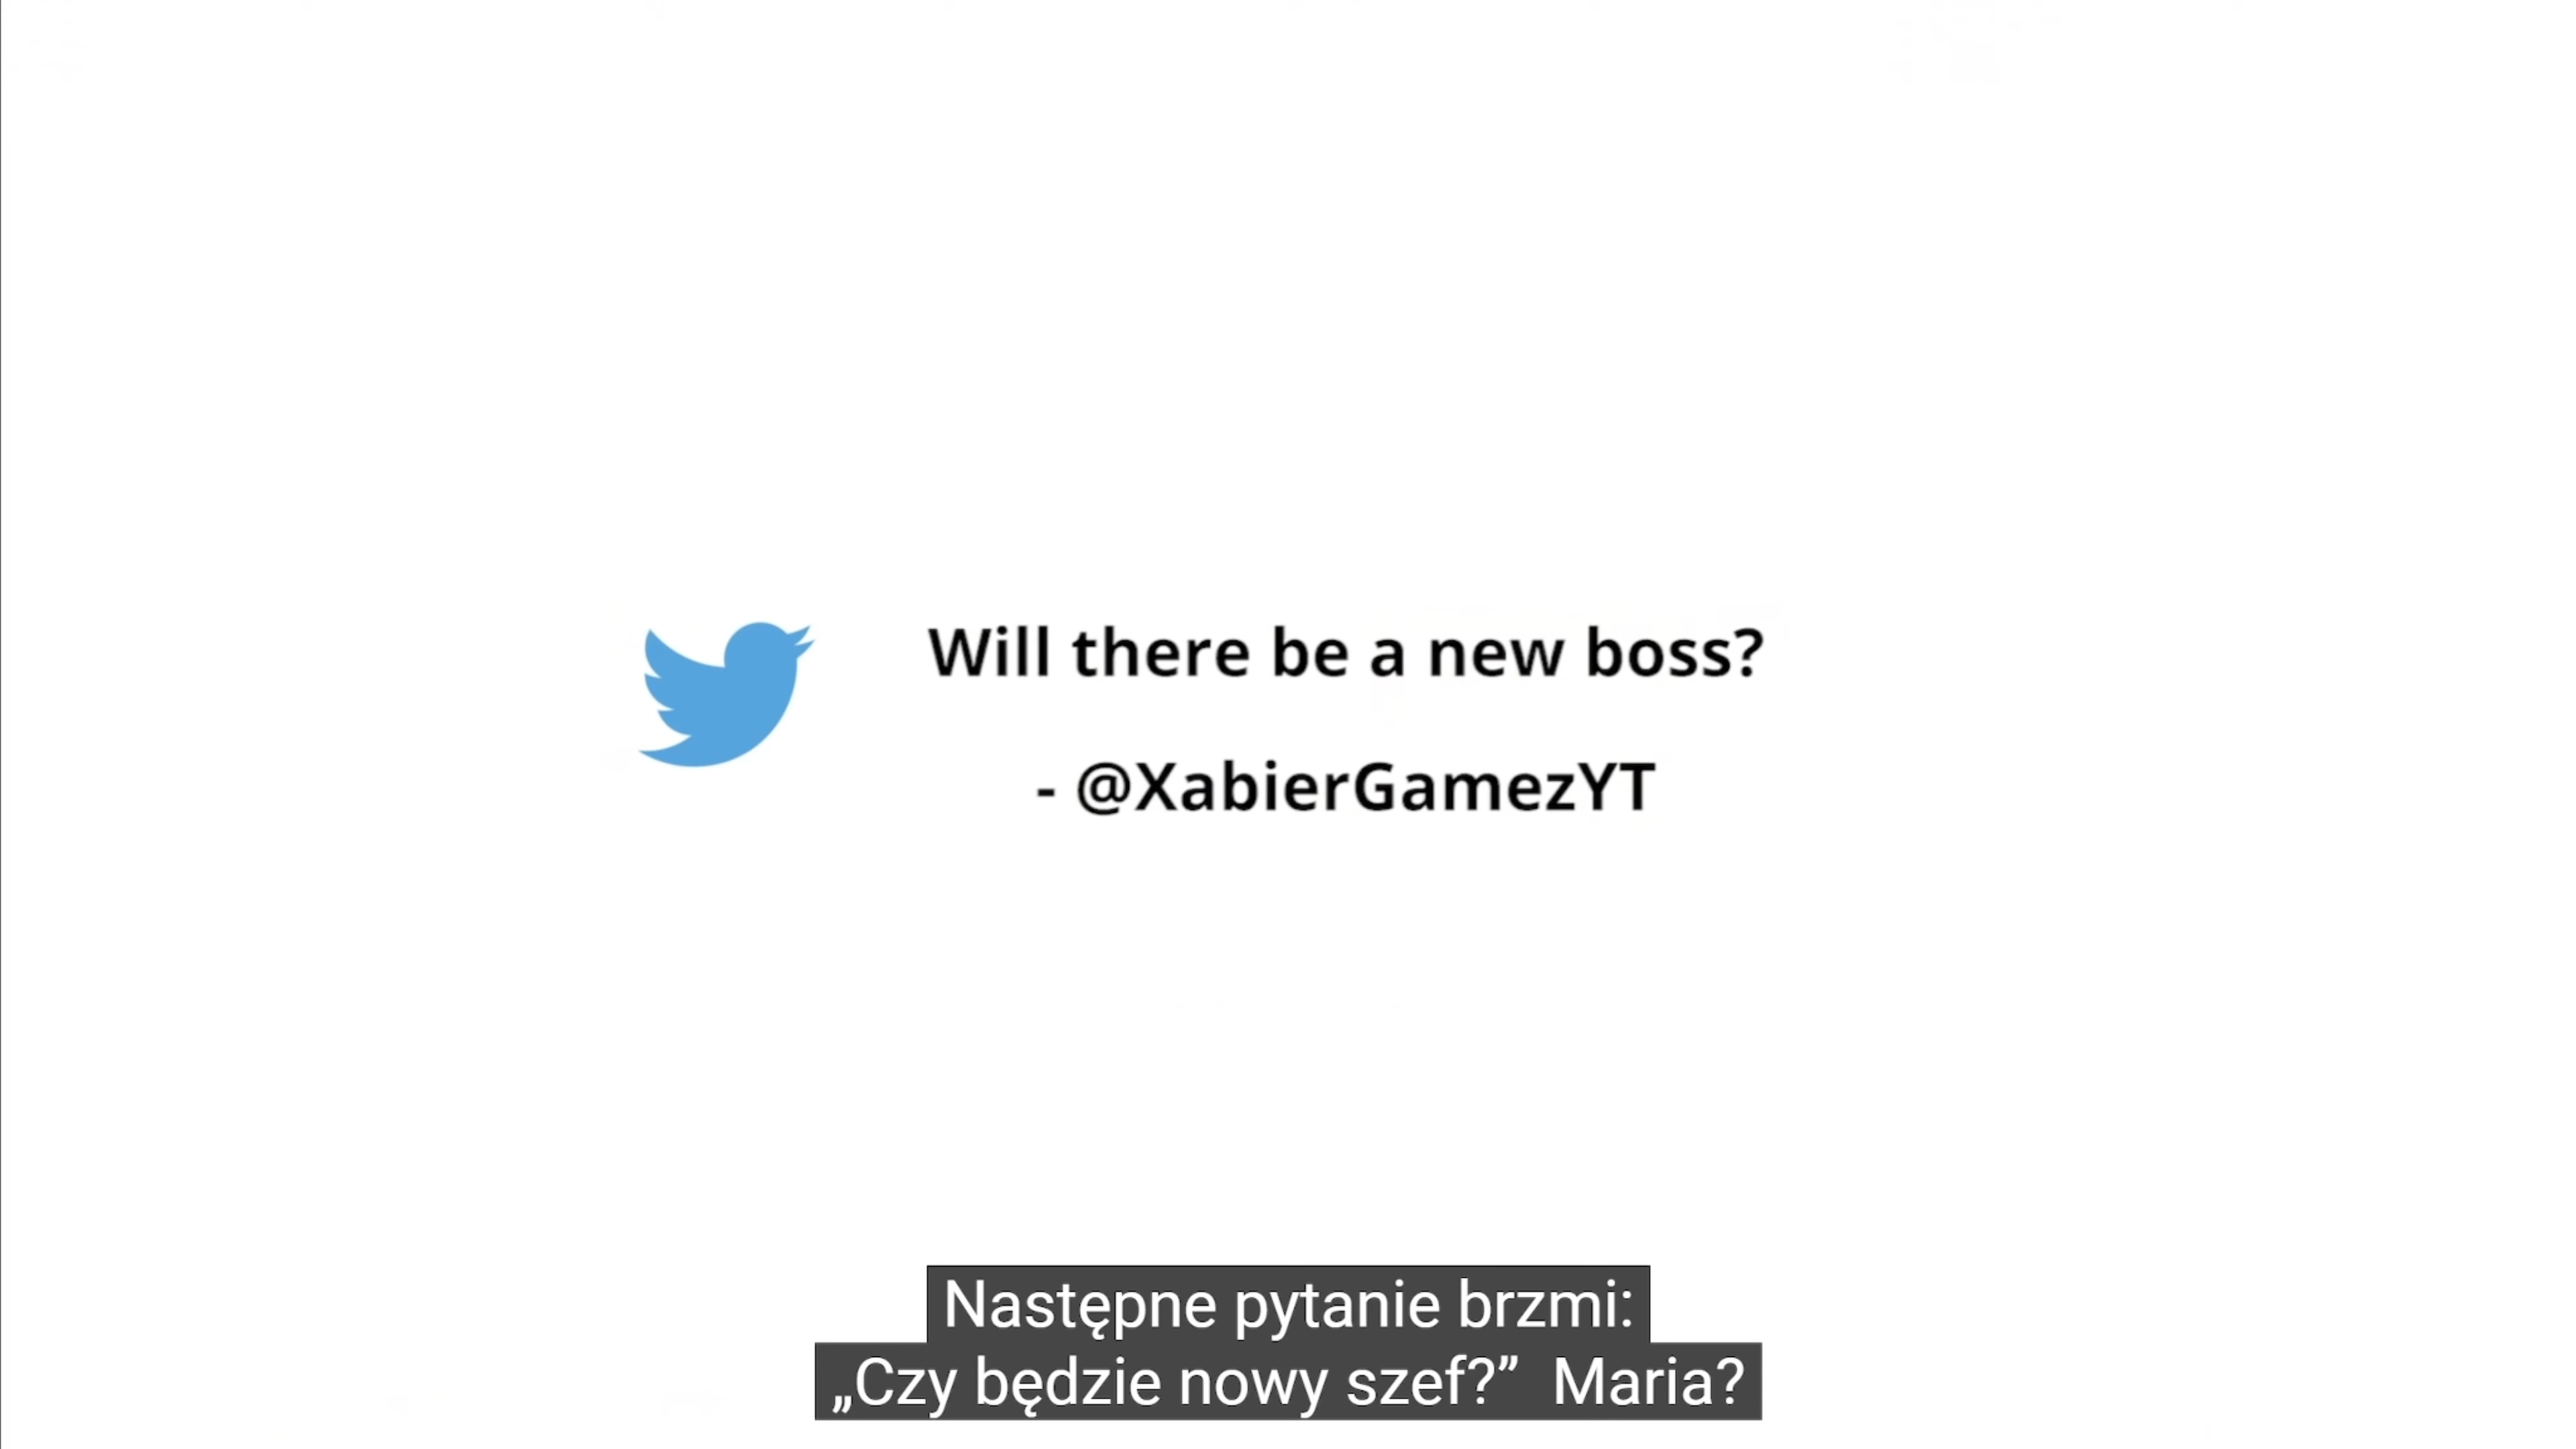 Will there be a new boss?
- @XabierGamezYT
Następne pytanie brzmi:
„Czy będzie nowy szef?”  Maria?